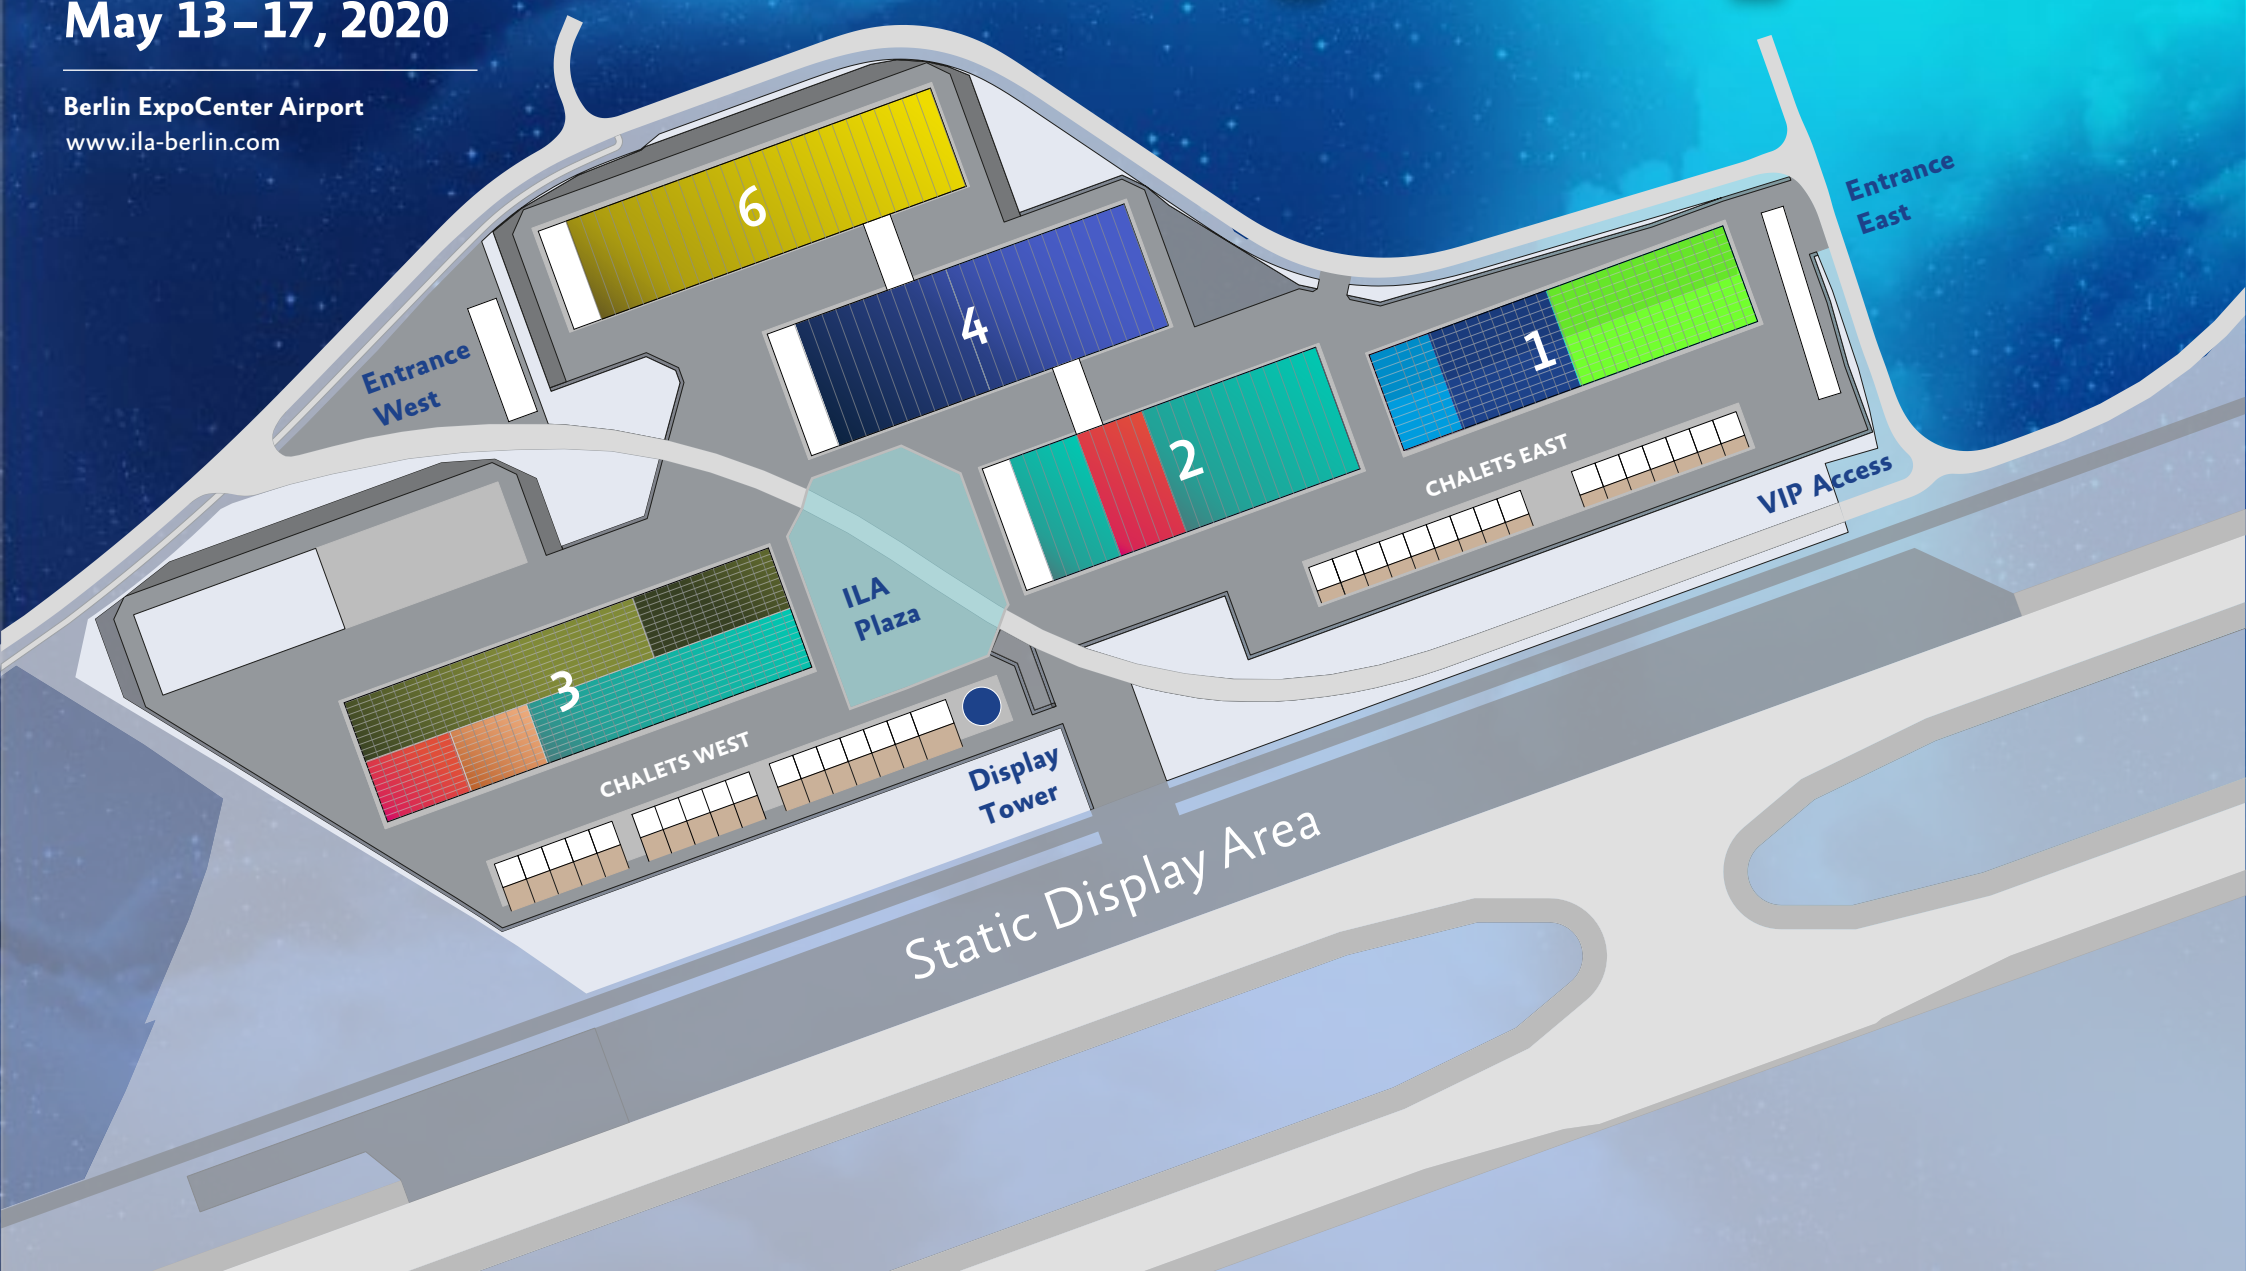 May 13–17, 2020
Berlin ExpoCenter Airport
www.ila-berlin.com
Entrance
East
6
4
1
Entrance
West
2
CHALETS EAST
VIP Access
ILA
Plaza
3
CHALETS WEST
Display
Tower
Static Display Area